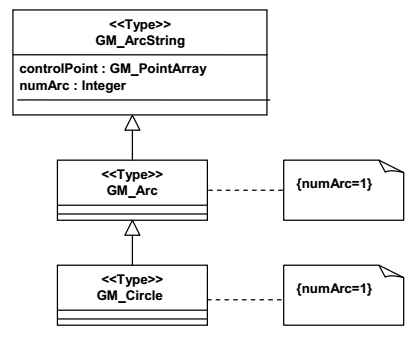 <<Type>>
GM_ArcString
controlPoint : GM_PointArray
numArc : Integer
<<Type>>
GM_Arc
{numArc=1}
<<Type>>
GM_Circle
{numArc=1}